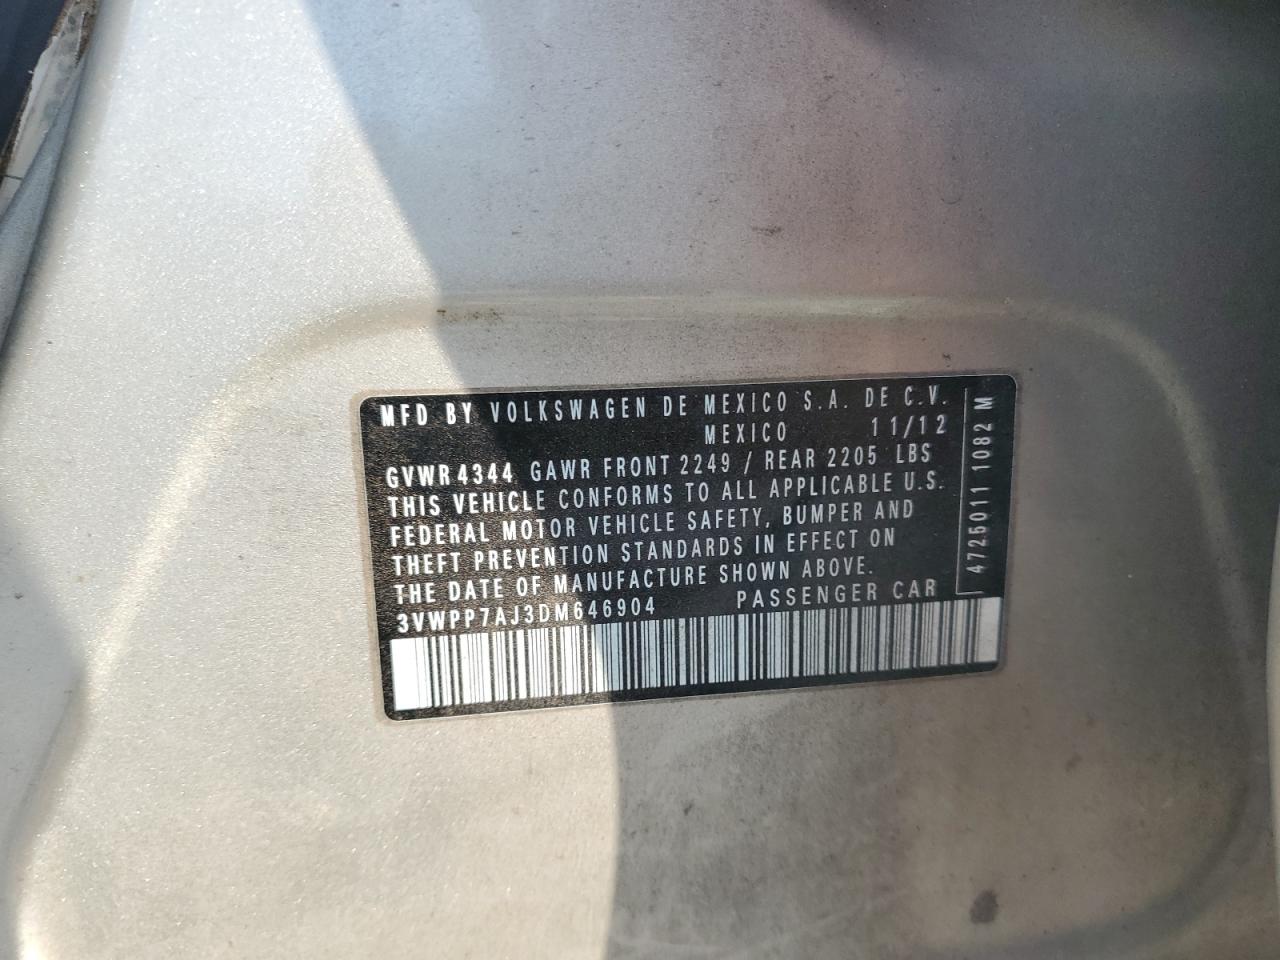 MFD BY VOLKSWAGEN DE MEXICO S.A. DE C.V.
MEXICO 11/12
GVWR 4344 GAWR FRONT 2249 / REAR 2205 LBS
THIS VEHICLE CONFORMS TO ALL APPLICABLE U.S.
FEDERAL MOTOR VEHICLE SAFETY, BUMPER AND
THEFT PREVENTION STANDARDS IN EFFECT ON
THE DATE OF MANUFACTURE SHOWN ABOVE.
3VWPP7AJ3DM646904 PASSENGER CAR
4725011 1082 M